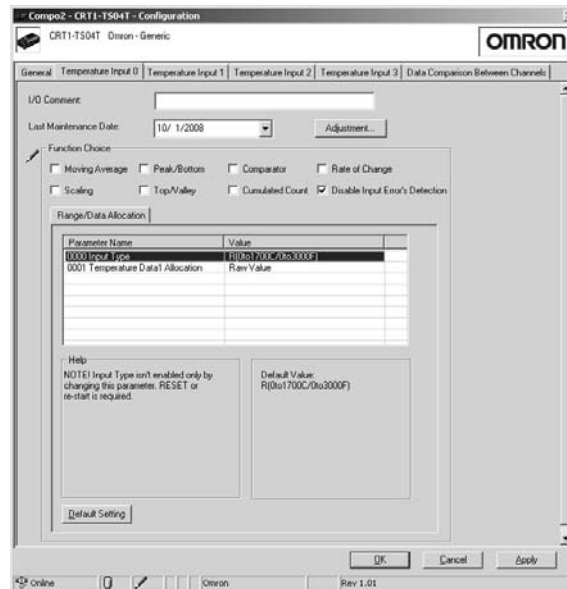 Compo2 - CRT1-TS04T - Configuration
CRT1-TS04T Omron - Generic
OMRON
General Temperature Input 0 Temperature Input 1 Temperature Input 2 Temperature Input 3 Data Comparison Between Channels
I/O Comment:
Last Maintenance Date: 10/ 1/2008 Adjustment...
Function Choice
Moving Average Peak/Bottom Comparator Rate of Change
Scaling Top/Valley Cumulated Count Disable Input Error's Detection
Range/Data Allocation
Parameter Name Value
0000 Input Type R(0to1700C/0to3000F)
0001 Temperature Data1 Allocation Raw Value
Help
NOTE! Input Type isn't enabled only by
changing this parameter. RESET or
re-start is required.
Default Value:
R(0to1700C/0to3000F)
Default Setting
OK Cancel Apply
Online Omron Rev 1.01